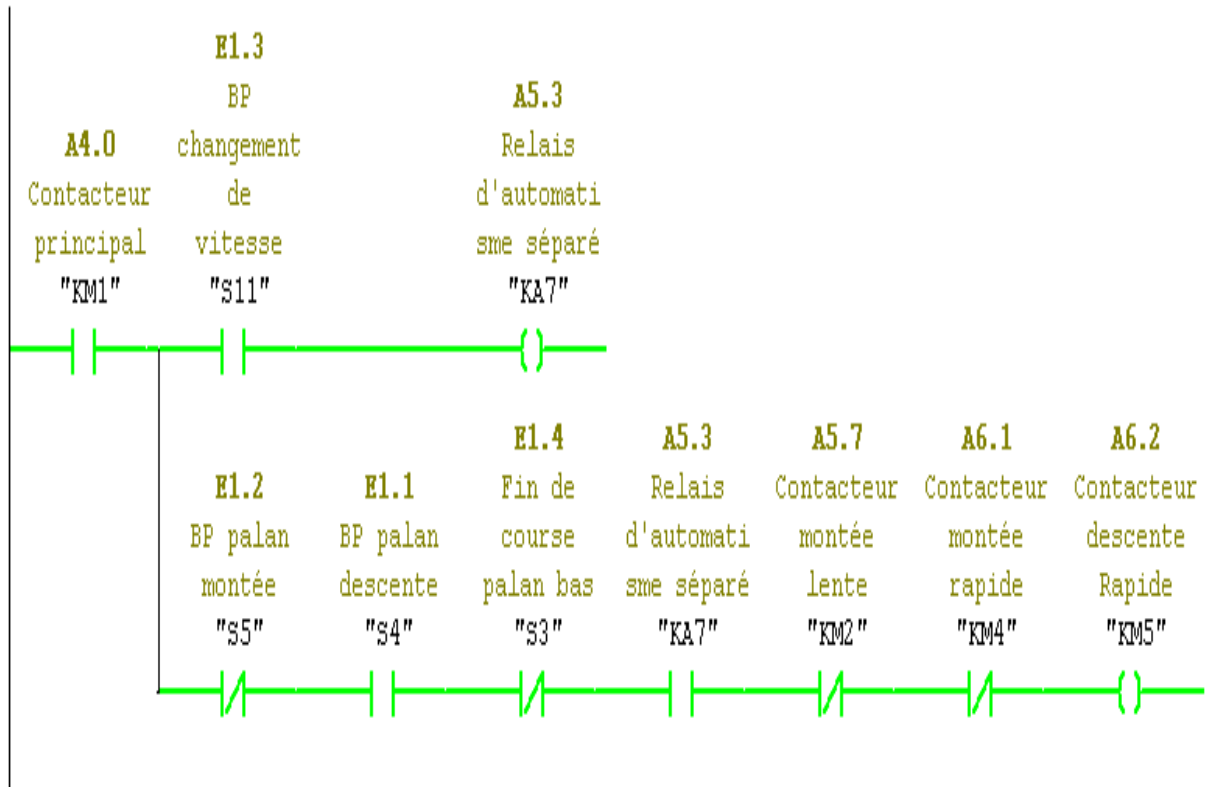 A4.0
Contacteur
principal
"KM1"
E1.3
BP
changement
de
vitesse
"S11"
A5.3
Relais
d'automati
sme séparé
"KA7"
E1.2
BP palan
montée
"S5"
E1.1
BP palan
descente
"S4"
E1.4
Fin de
course
palan bas
"S3"
A5.3
Relais
d'automati
sme séparé
"KA7"
A5.7
Contacteur
montée
lente
"KM2"
A6.1
Contacteur
montée
rapide
"KM4"
A6.2
Contacteur
descente
Rapide
"KM5"